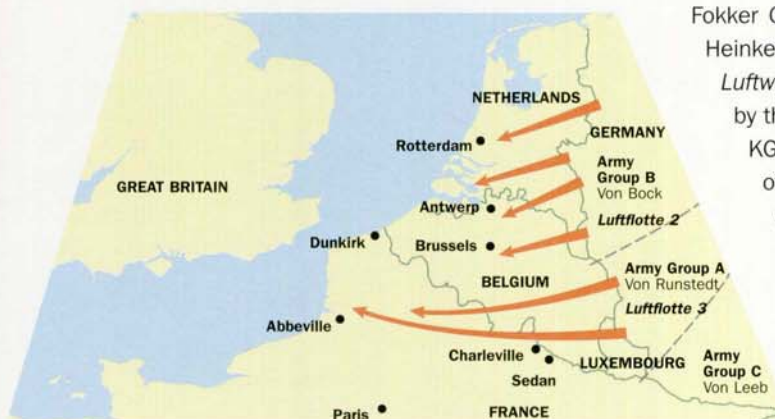 Fokker
Heinke
Luftw
by th
KG
o
NETHERLANDS
GERMANY
Rotterdam
Army
Group B
Von Bock
GREAT BRITAIN
Antwerp
Luftflotte 2
Dunkirk
Brussels
BELGIUM
Army Group A
Von Runstedt
Luftflotte 3
Abbeville
Charleville
LUXEMBOURG
Army
Group C
Von Leeb
Sedan
Paris
FRANCE